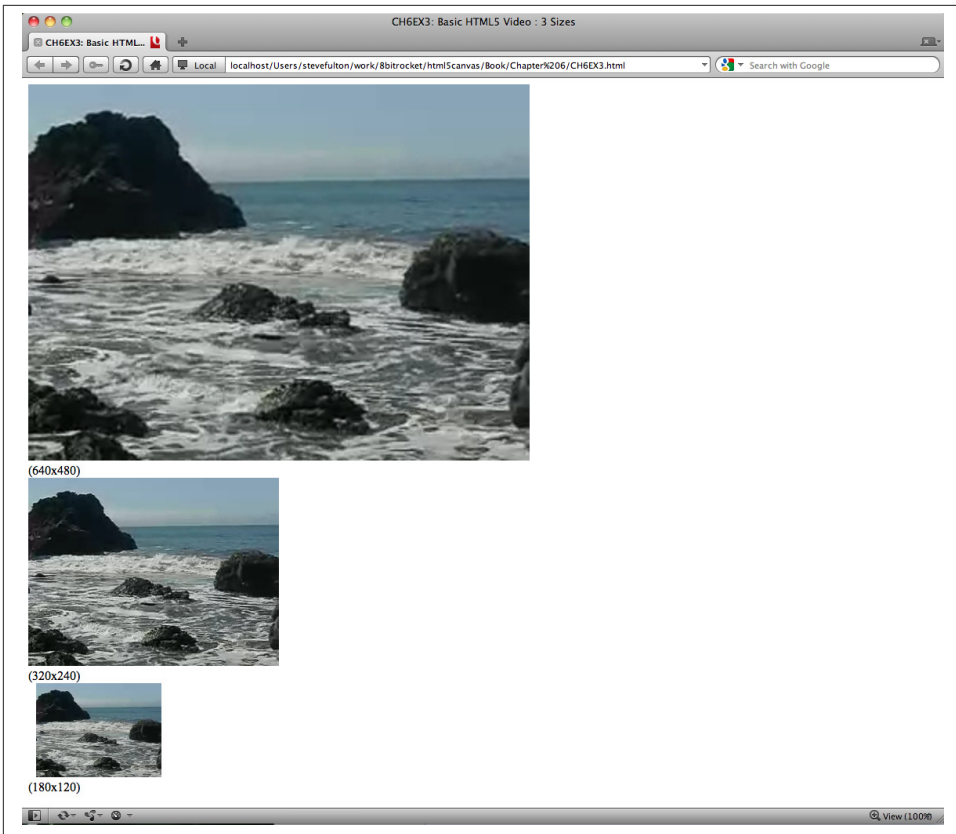 CH6EX3: Basic HTML5 Video : 3 Sizes
CH6EX3: Basic HTML...
Local localhost/Users/stevefulton/work/8bitrocket/html5canvas/Book/Chapter%206/CH6EX3.html Search with Google
(640x480)
(320x240)
(180x120)
View (100%)